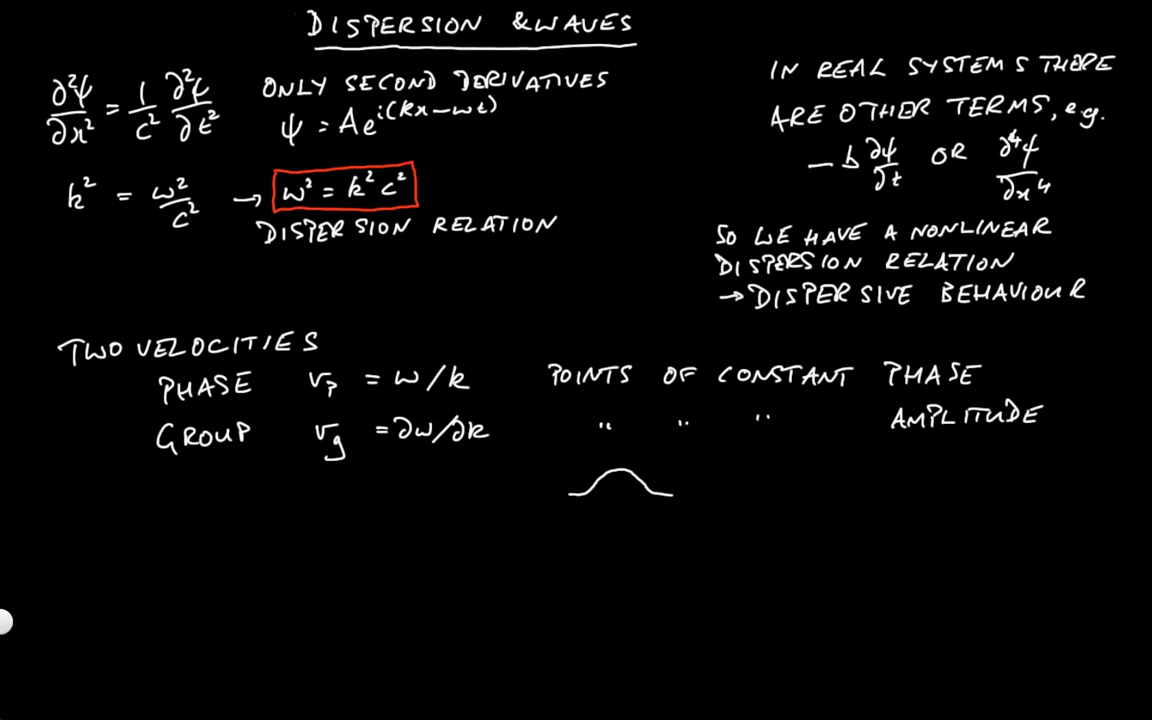 DISPERSION & WAVES
∂²ψ/∂x² = 1/c² ∂²ψ/∂t²
ONLY SECOND DERIVATIVES
ψ = Ae^{i(kx-ωt)}
k² = ω²/c² → ω² = k²c²
DISPERSION RELATION
IN REAL SYSTEMS THERE
ARE OTHER TERMS, e.g.
-b ∂ψ/∂t OR ∂⁴ψ/∂x⁴
SO WE HAVE A NONLINEAR
DISPERSION RELATION
→ DISPERSIVE BEHAVIOUR
TWO VELOCITIES
PHASE v_p = ω/k POINTS OF CONSTANT PHASE
GROUP v_g = ∂ω/∂k " " " AMPLITUDE